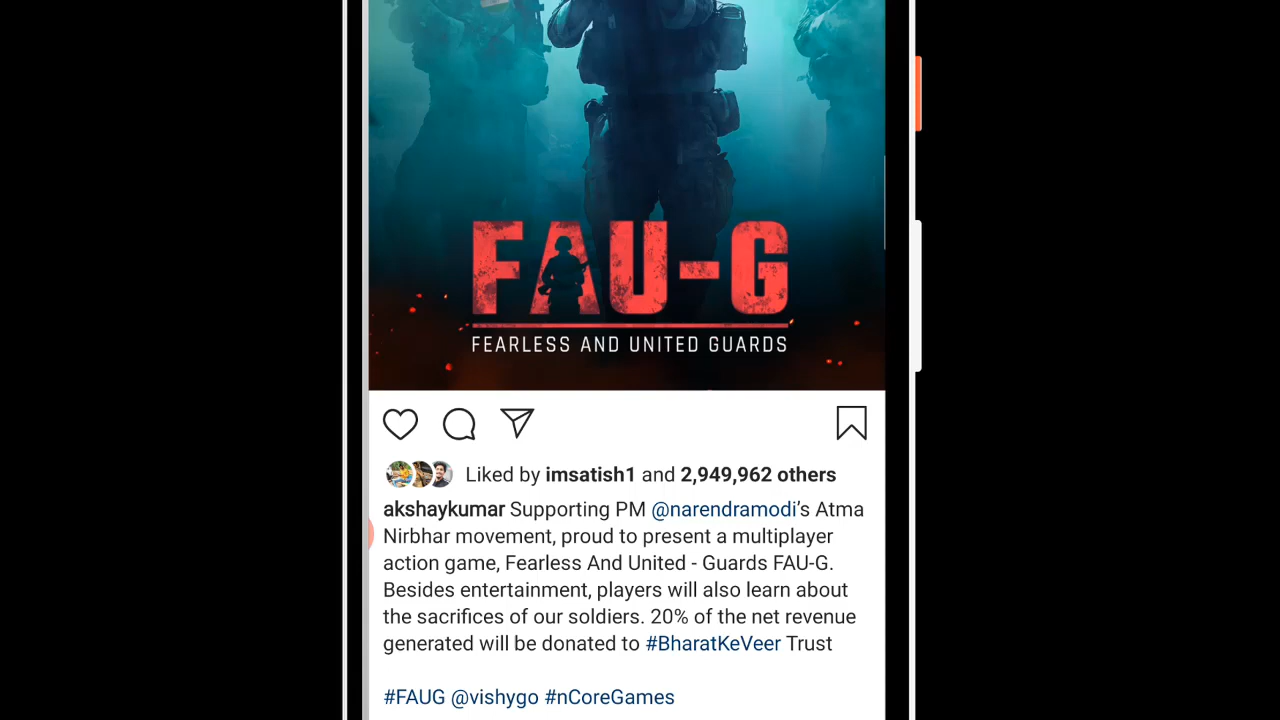 FAU-G
FEARLESS AND UNITED GUARDS
Liked by imsatish1 and 2,949,962 others
akshaykumar Supporting PM @narendramodi's Atma
Nirbhar movement, proud to present a multiplayer
action game, Fearless And United - Guards FAU-G.
Besides entertainment, players will also learn about
the sacrifices of our soldiers. 20% of the net revenue
generated will be donated to #BharatKeVeer Trust
#FAUG @vishygo #nCoreGames